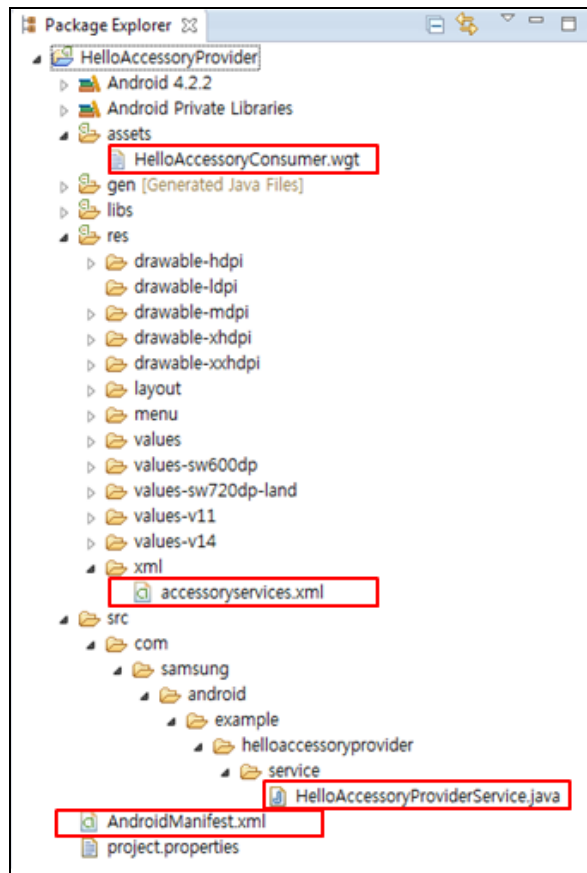 Package Explorer
HelloAccessoryProvider
Android 4.2.2
Android Private Libraries
assets
HelloAccessoryConsumer.wgt
gen [Generated Java Files]
libs
res
drawable-hdpi
drawable-ldpi
drawable-mdpi
drawable-xhdpi
drawable-xxhdpi
layout
menu
values
values-sw600dp
values-sw720dp-land
values-v11
values-v14
xml
accessoryservices.xml
src
com
samsung
android
example
helloaccessoryprovider
service
HelloAccessoryProviderService.java
AndroidManifest.xml
project.properties